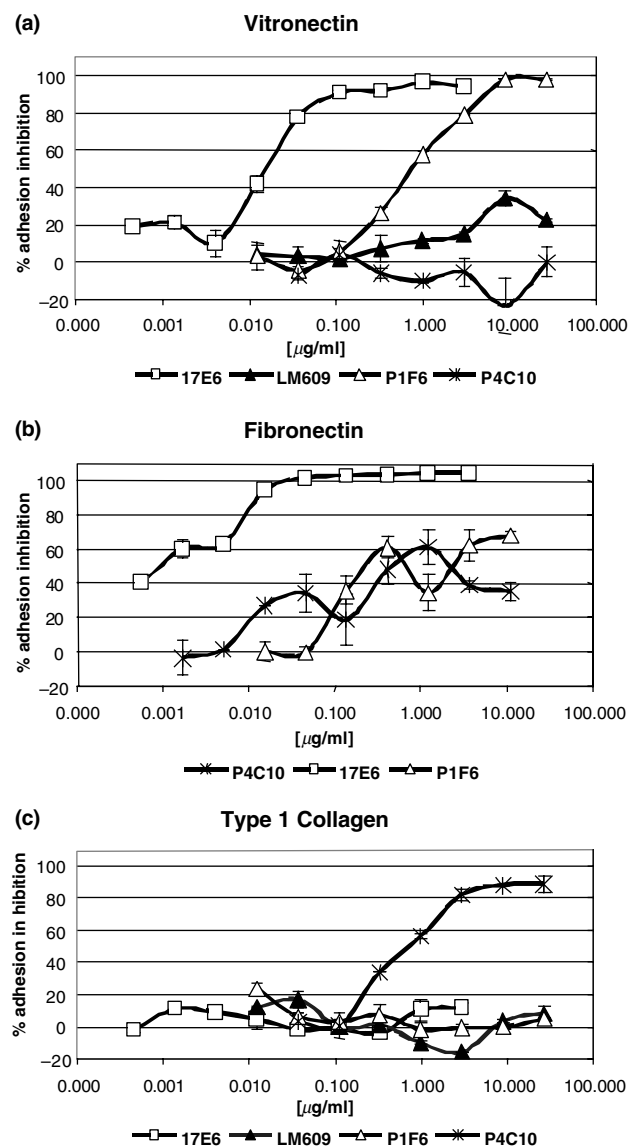 (a) Vitronectin
% adhesion inhibition
100
80
60
40
20
0
−20
0.000 0.001 0.010 0.100 1.000 10.000 100.000
[μg/ml]
17E6 LM609 P1F6 P4C10
(b) Fibronectin
% adhesion inhibition
100
80
60
40
20
0
−20
0.000 0.001 0.010 0.100 1.000 10.000 100.000
[μg/ml]
P4C10 17E6 P1F6
(c) Type 1 Collagen
% adhesion in hibition
100
80
60
40
20
0
−20
0.000 0.001 0.010 0.100 1.000 10.000 100.000
[μg/ml]
17E6 LM609 P1F6 P4C10